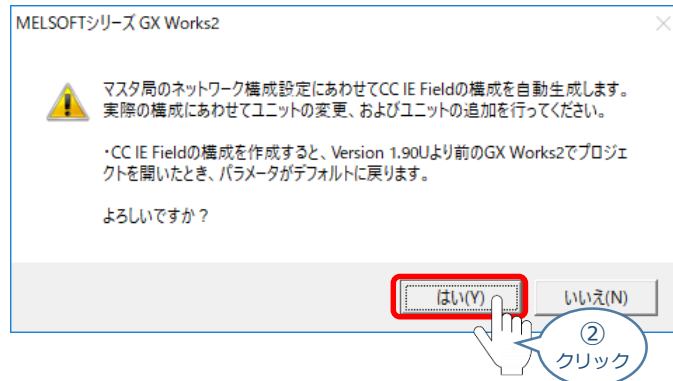 MELSOFTシリーズ GX Works2
マスタ局のネットワーク構成設定にあわせてCC IE Fieldの構成を自動生成します。
実際の構成にあわせてユニットの変更、およびユニットの追加を行ってください。
・CC IE Fieldの構成を作成すると、Version 1.90Uより前のGX Works2でプロジェ
クトを開いたとき、パラメータがデフォルトに戻ります。
よろしいですか？
はい(Y)
いいえ(N)
②
クリック